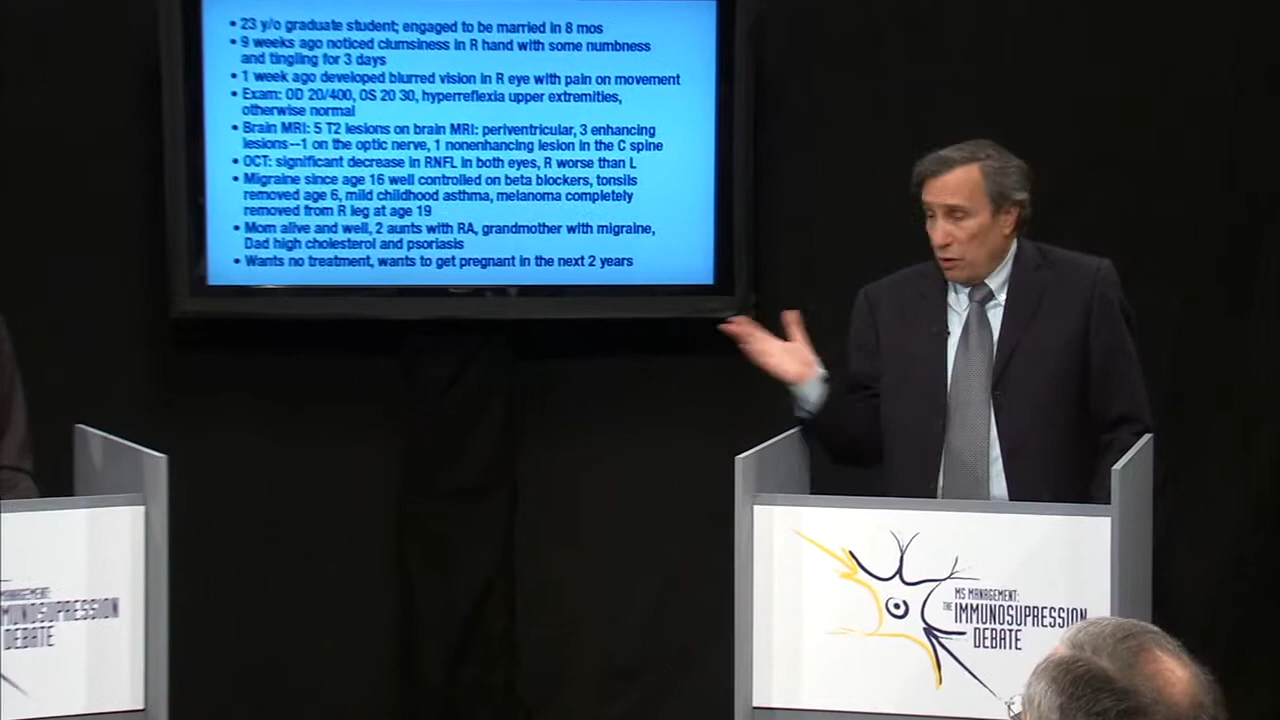 • 23 y/o graduate student; engaged to be married in 8 mos
• 9 weeks ago noticed clumsiness in R hand with some numbness
and tingling for 3 days
• 1 week ago developed blurred vision in R eye with pain on movement
• Exam: OD 20/400, OS 20 30, hyperreflexia upper extremities,
otherwise normal
• Brain MRI: 5 T2 lesions on brain MRI: periventricular, 3 enhancing
lesions--1 on the optic nerve, 1 nonenhancing lesion in the C spine
• OCT: significant decrease in RNFL in both eyes, R worse than L
• Migraine since age 16 well controlled on beta blockers, tonsils
removed age 6, mild childhood asthma, melanoma completely
removed from R leg at age 19
• Mom alive and well, 2 aunts with RA, grandmother with migraine,
Dad high cholesterol and psoriasis
• Wants no treatment, wants to get pregnant in the next 2 years
MS MANAGEMENT:
THE IMMUNOSUPRESSION
DEBATE
MANAGEMENT:
MUNOSUPRESSION
DEBATE